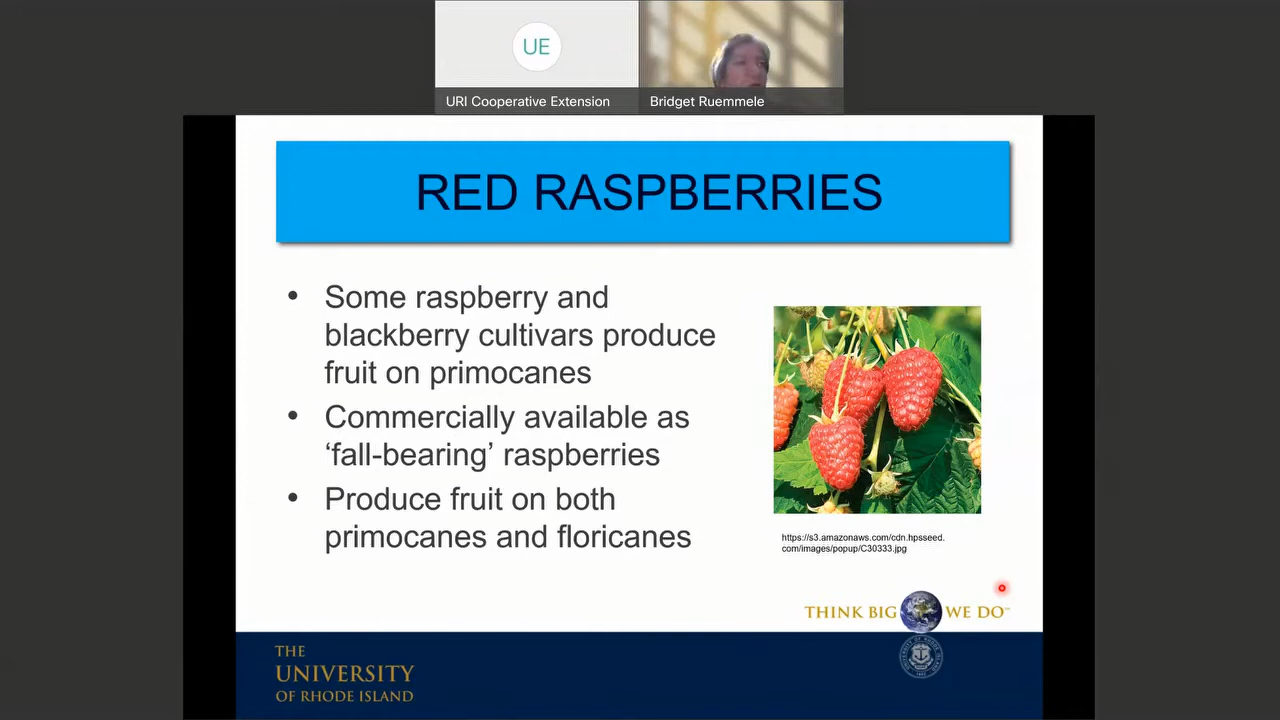 UE
URI Cooperative Extension
Bridget Ruemmele
RED RASPBERRIES
• Some raspberry and
blackberry cultivars produce
fruit on primocanes
• Commercially available as
‘fall-bearing’ raspberries
• Produce fruit on both
primocanes and floricanes
https://s3.amazonaws.com/cdn.hpsseed.
com/images/popup/C30333.jpg
THINK BIG WE DO™
THE
UNIVERSITY
OF RHODE ISLAND